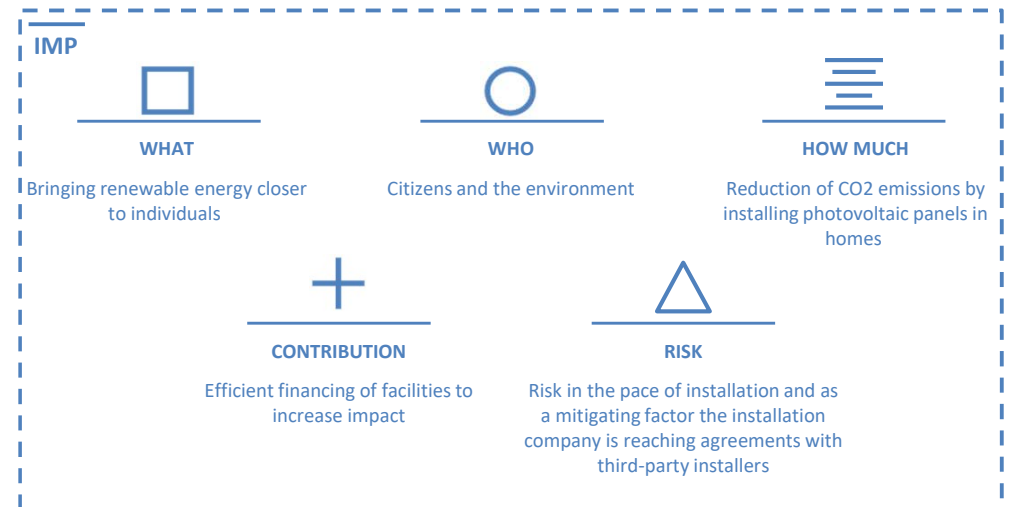 IMP
WHAT
Bringing renewable energy closer
to individuals
WHO
Citizens and the environment
HOW MUCH
Reduction of CO2 emissions by
installing photovoltaic panels in
homes
CONTRIBUTION
Efficient financing of facilities to
increase impact
RISK
Risk in the pace of installation and as
a mitigating factor the installation
company is reaching agreements with
third-party installers